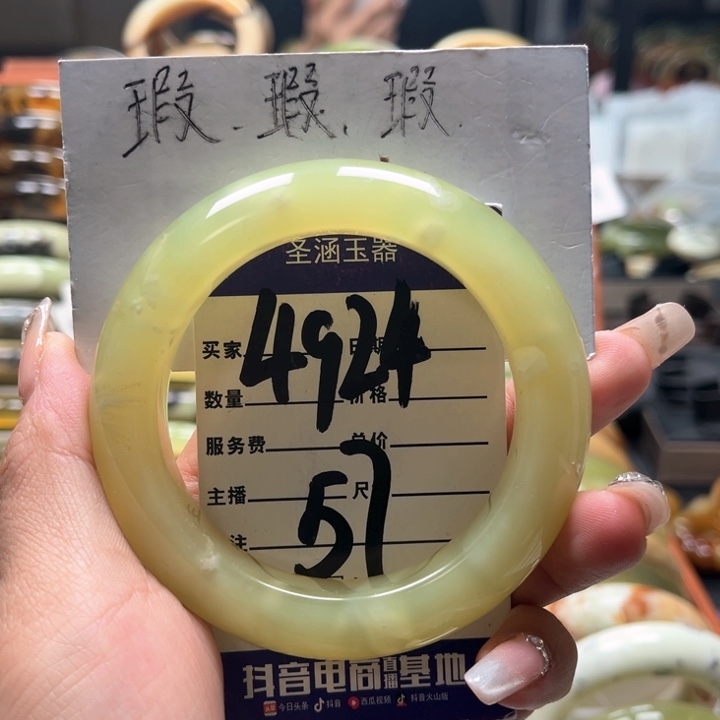 瑕.瑕.瑕.
圣涵玉器
4924
买家
数量 价格
服务费 总价
主播 尺
57
注
抖音电商直播基地
今日头条 抖音 西瓜视频 抖音火山版